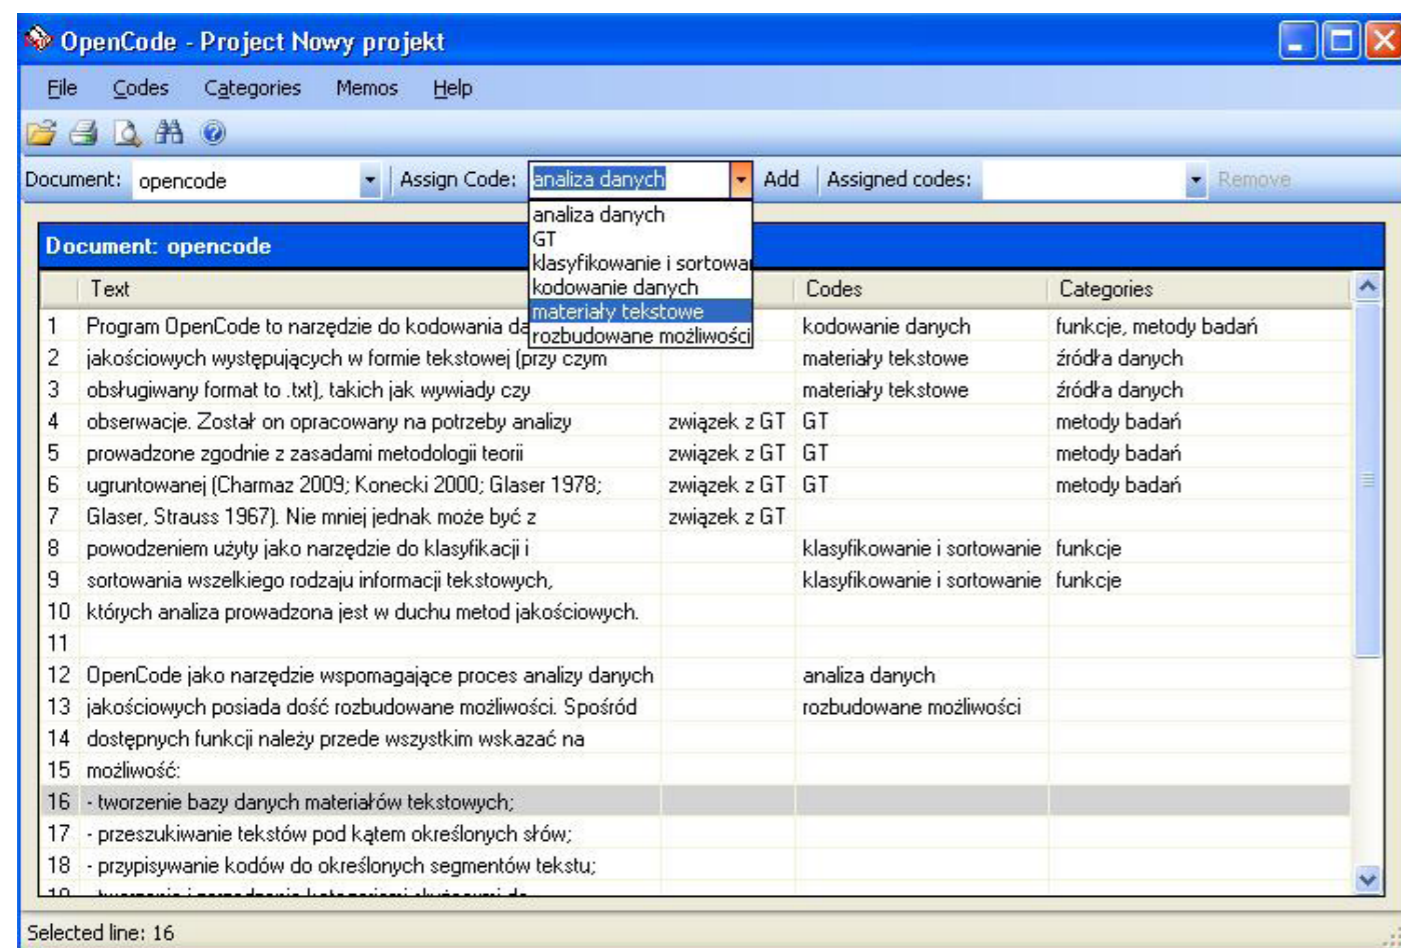 OpenCode - Project Nowy projekt
File Codes Categories Memos Help
Document: opencode Assign Code: analiza danych Add Assigned codes: Remove
analiza danych
GT
klasyfikowanie i sortowa
kodowanie danych
materiały tekstowe
rozbudowane możliwości
Document: opencode
Text Codes Categories
1 Program OpenCode to narzędzie do kodowania da kodowanie danych funkcje, metody badań
2 jakościowych występujących w formie tekstowej (przy czym materiały tekstowe źródła danych
3 obsługiwany format to .txt), takich jak wywiady czy materiały tekstowe źródła danych
4 obserwacje. Został on opracowany na potrzeby analizy związek z GT GT metody badań
5 prowadzone zgodnie z zasadami metodologii teorii związek z GT GT metody badań
6 ugruntowanej (Charmaz 2009; Konecki 2000; Glaser 1978; związek z GT GT metody badań
7 Glaser, Strauss 1967). Nie mniej jednak może być z związek z GT
8 powodzeniem użyty jako narzędzie do klasyfikacji i klasyfikowanie i sortowanie funkcje
9 sortowania wszelkiego rodzaju informacji tekstowych, klasyfikowanie i sortowanie funkcje
10 których analiza prowadzona jest w duchu metod jakościowych.
11
12 OpenCode jako narzędzie wspomagające proces analizy danych analiza danych
13 jakościowych posiada dość rozbudowane możliwości. Spośród rozbudowane możliwości
14 dostępnych funkcji należy przede wszystkim wskazać na
15 możliwość:
16 - tworzenie bazy danych materiałów tekstowych;
17 - przeszukiwanie tekstów pod kątem określonych słów;
18 - przypisywanie kodów do określonych segmentów tekstu;
Selected line: 16